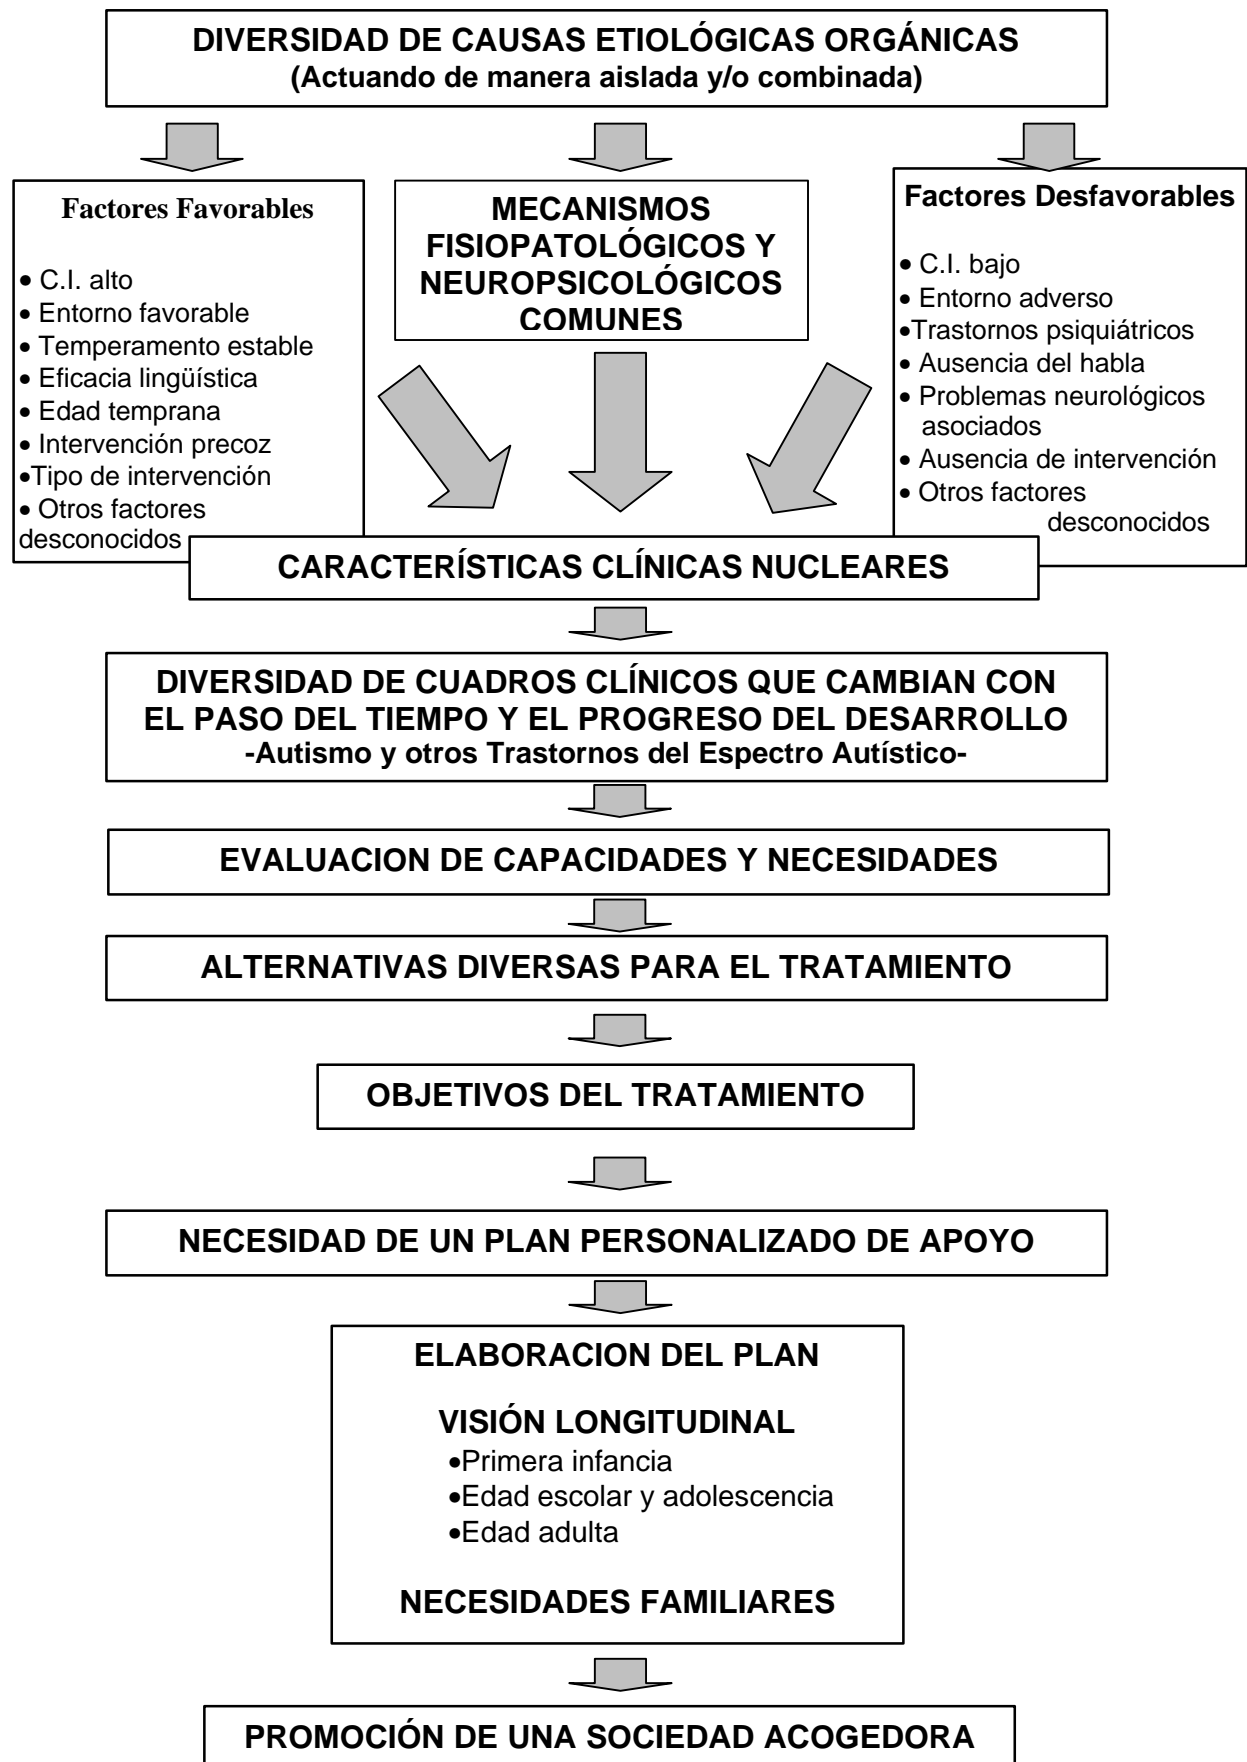 DIVERSIDAD DE CAUSAS ETIOLÓGICAS ORGÁNICAS
(Actuando de manera aislada y/o combinada)
Factores Favorables
• C.I. alto
• Entorno favorable
• Temperamento estable
• Eficacia lingüística
• Edad temprana
• Intervención precoz
•Tipo de intervención
• Otros factores
desconocidos
MECANISMOS
FISIOPATOLÓGICOS Y
NEUROPSICOLÓGICOS
COMUNES
Factores Desfavorables
• C.I. bajo
• Entorno adverso
•Trastornos psiquiátricos
• Ausencia del habla
• Problemas neurológicos
asociados
• Ausencia de intervención
• Otros factores
desconocidos
CARACTERÍSTICAS CLÍNICAS NUCLEARES
DIVERSIDAD DE CUADROS CLÍNICOS QUE CAMBIAN CON
EL PASO DEL TIEMPO Y EL PROGRESO DEL DESARROLLO
-Autismo y otros Trastornos del Espectro Autístico-
EVALUACION DE CAPACIDADES Y NECESIDADES
ALTERNATIVAS DIVERSAS PARA EL TRATAMIENTO
OBJETIVOS DEL TRATAMIENTO
NECESIDAD DE UN PLAN PERSONALIZADO DE APOYO
ELABORACION DEL PLAN
VISIÓN LONGITUDINAL
•Primera infancia
•Edad escolar y adolescencia
•Edad adulta
NECESIDADES FAMILIARES
PROMOCIÓN DE UNA SOCIEDAD ACOGEDORA